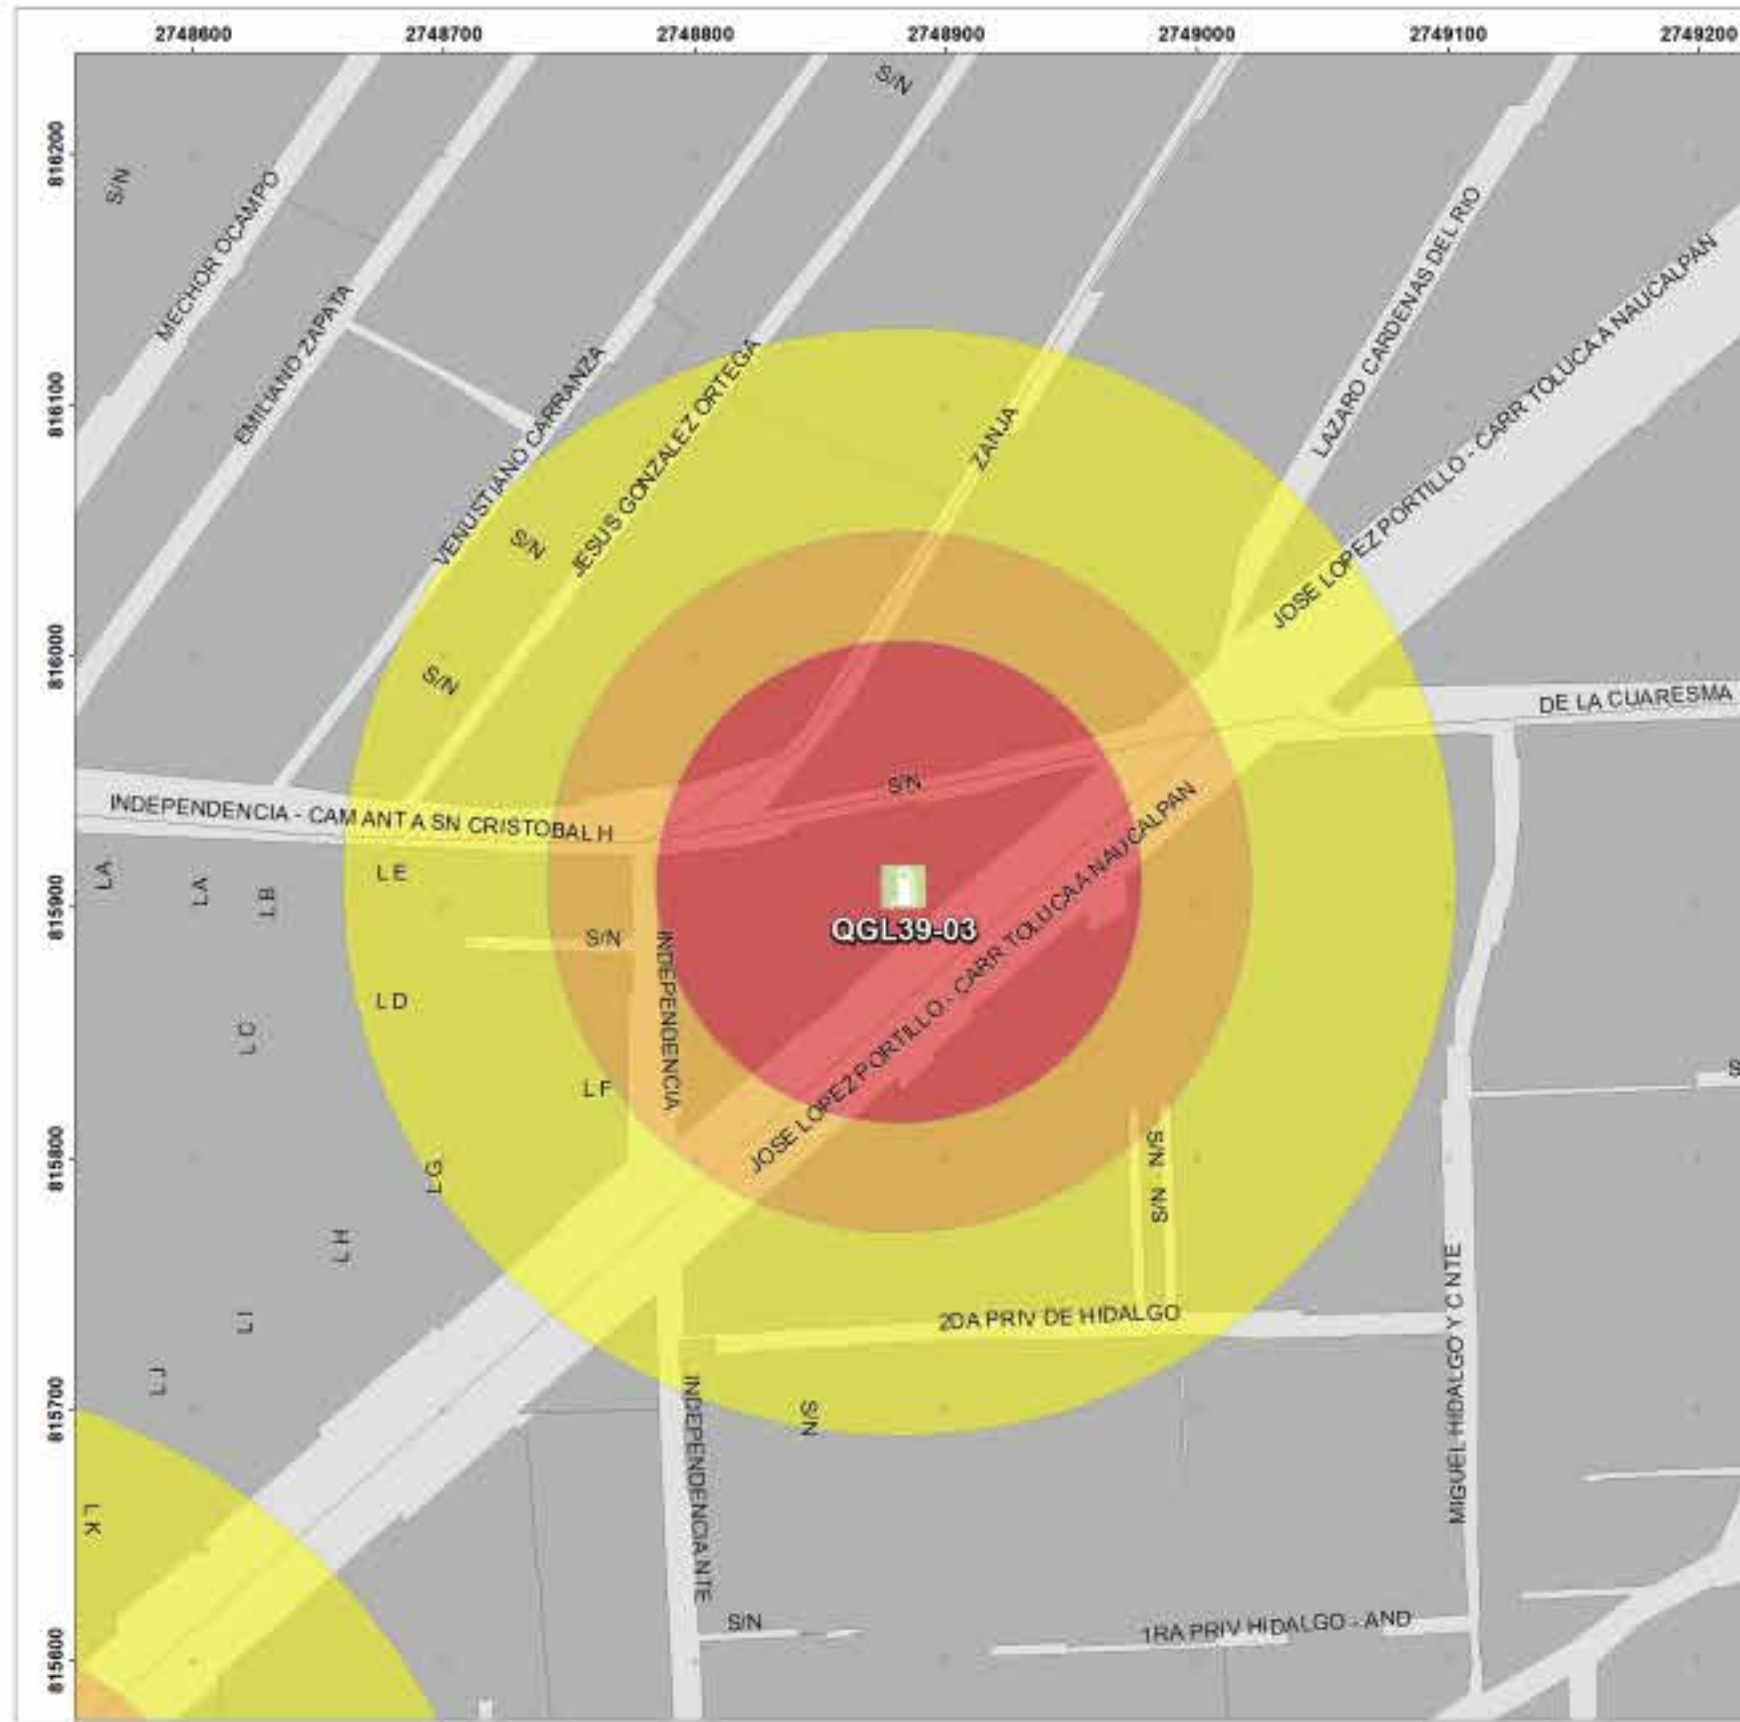 2748600 2748700 2748800 2748900 2749000 2749100 2749200
816200
816100
816000
815900
815800
815700
815600
S/N
S/N
MECHOR OCAMPO
EMILIANO ZAPATA
VENUSTIANO CARRANZA
JESUS GONZALEZ ORTEGA
ZANJA
LAZARO CARDENAS DEL RIO
JOSE LOPEZ PORTILLO - CARR TOLUCA A NAUCALPAN
S/N
S/N
DE LA CUARESMA
INDEPENDENCIA - CAM ANT A SN CRISTOBAL H
S/N
L A
L A
L B
L E
QGL39-03
S/N
INDEPENDENCIA
JOSE LOPEZ PORTILLO - CARR TOLUCA A NAUCALPAN
L D
L C
L F
S
L G
S/N - S/N
L H
L I
2DA PRIV DE HIDALGO
MIGUEL HIDALGO Y C NTE
L J
S/N
INDEPENDENCIA NTE
L K
S/N
1RA PRIV HIDALGO - AND